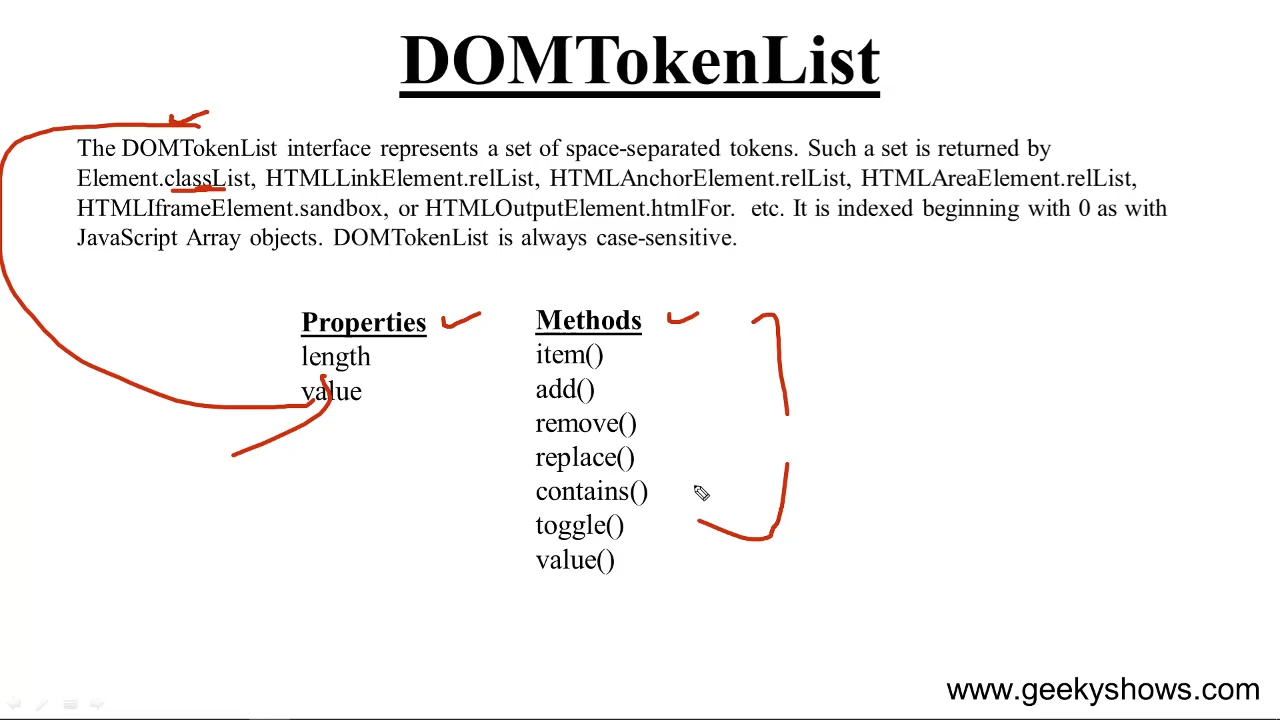 DOMTokenList
The DOMTokenList interface represents a set of space-separated tokens. Such a set is returned by
Element.classList, HTMLLinkElement.relList, HTMLAnchorElement.relList, HTMLAreaElement.relList,
HTMLIframeElement.sandbox, or HTMLOutputElement.htmlFor. etc. It is indexed beginning with 0 as with
JavaScript Array objects. DOMTokenList is always case-sensitive.
Properties
length
value
Methods
item()
add()
remove()
replace()
contains()
toggle()
value()
www.geekyshows.com